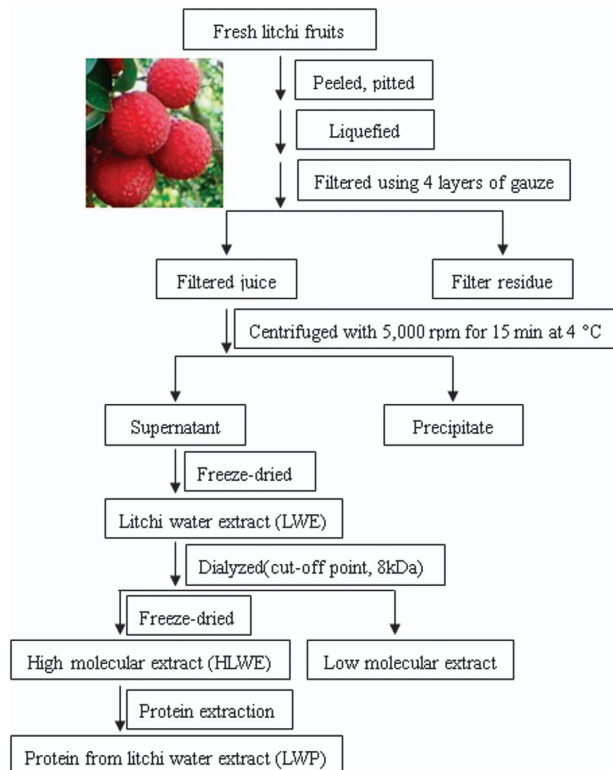 Fresh litchi fruits
Peeled, pitted
Liquefied
Filtered using 4 layers of gauze
Filtered juice
Filter residue
Centrifuged with 5,000 rpm for 15 min at 4 °C
Supernatant
Precipitate
Freeze-dried
Litchi water extract (LWE)
Dialyzed(cut-off point, 8kDa)
Freeze-dried
High molecular extract (HLWE)
Low molecular extract
Protein extraction
Protein from litchi water extract (LWP)